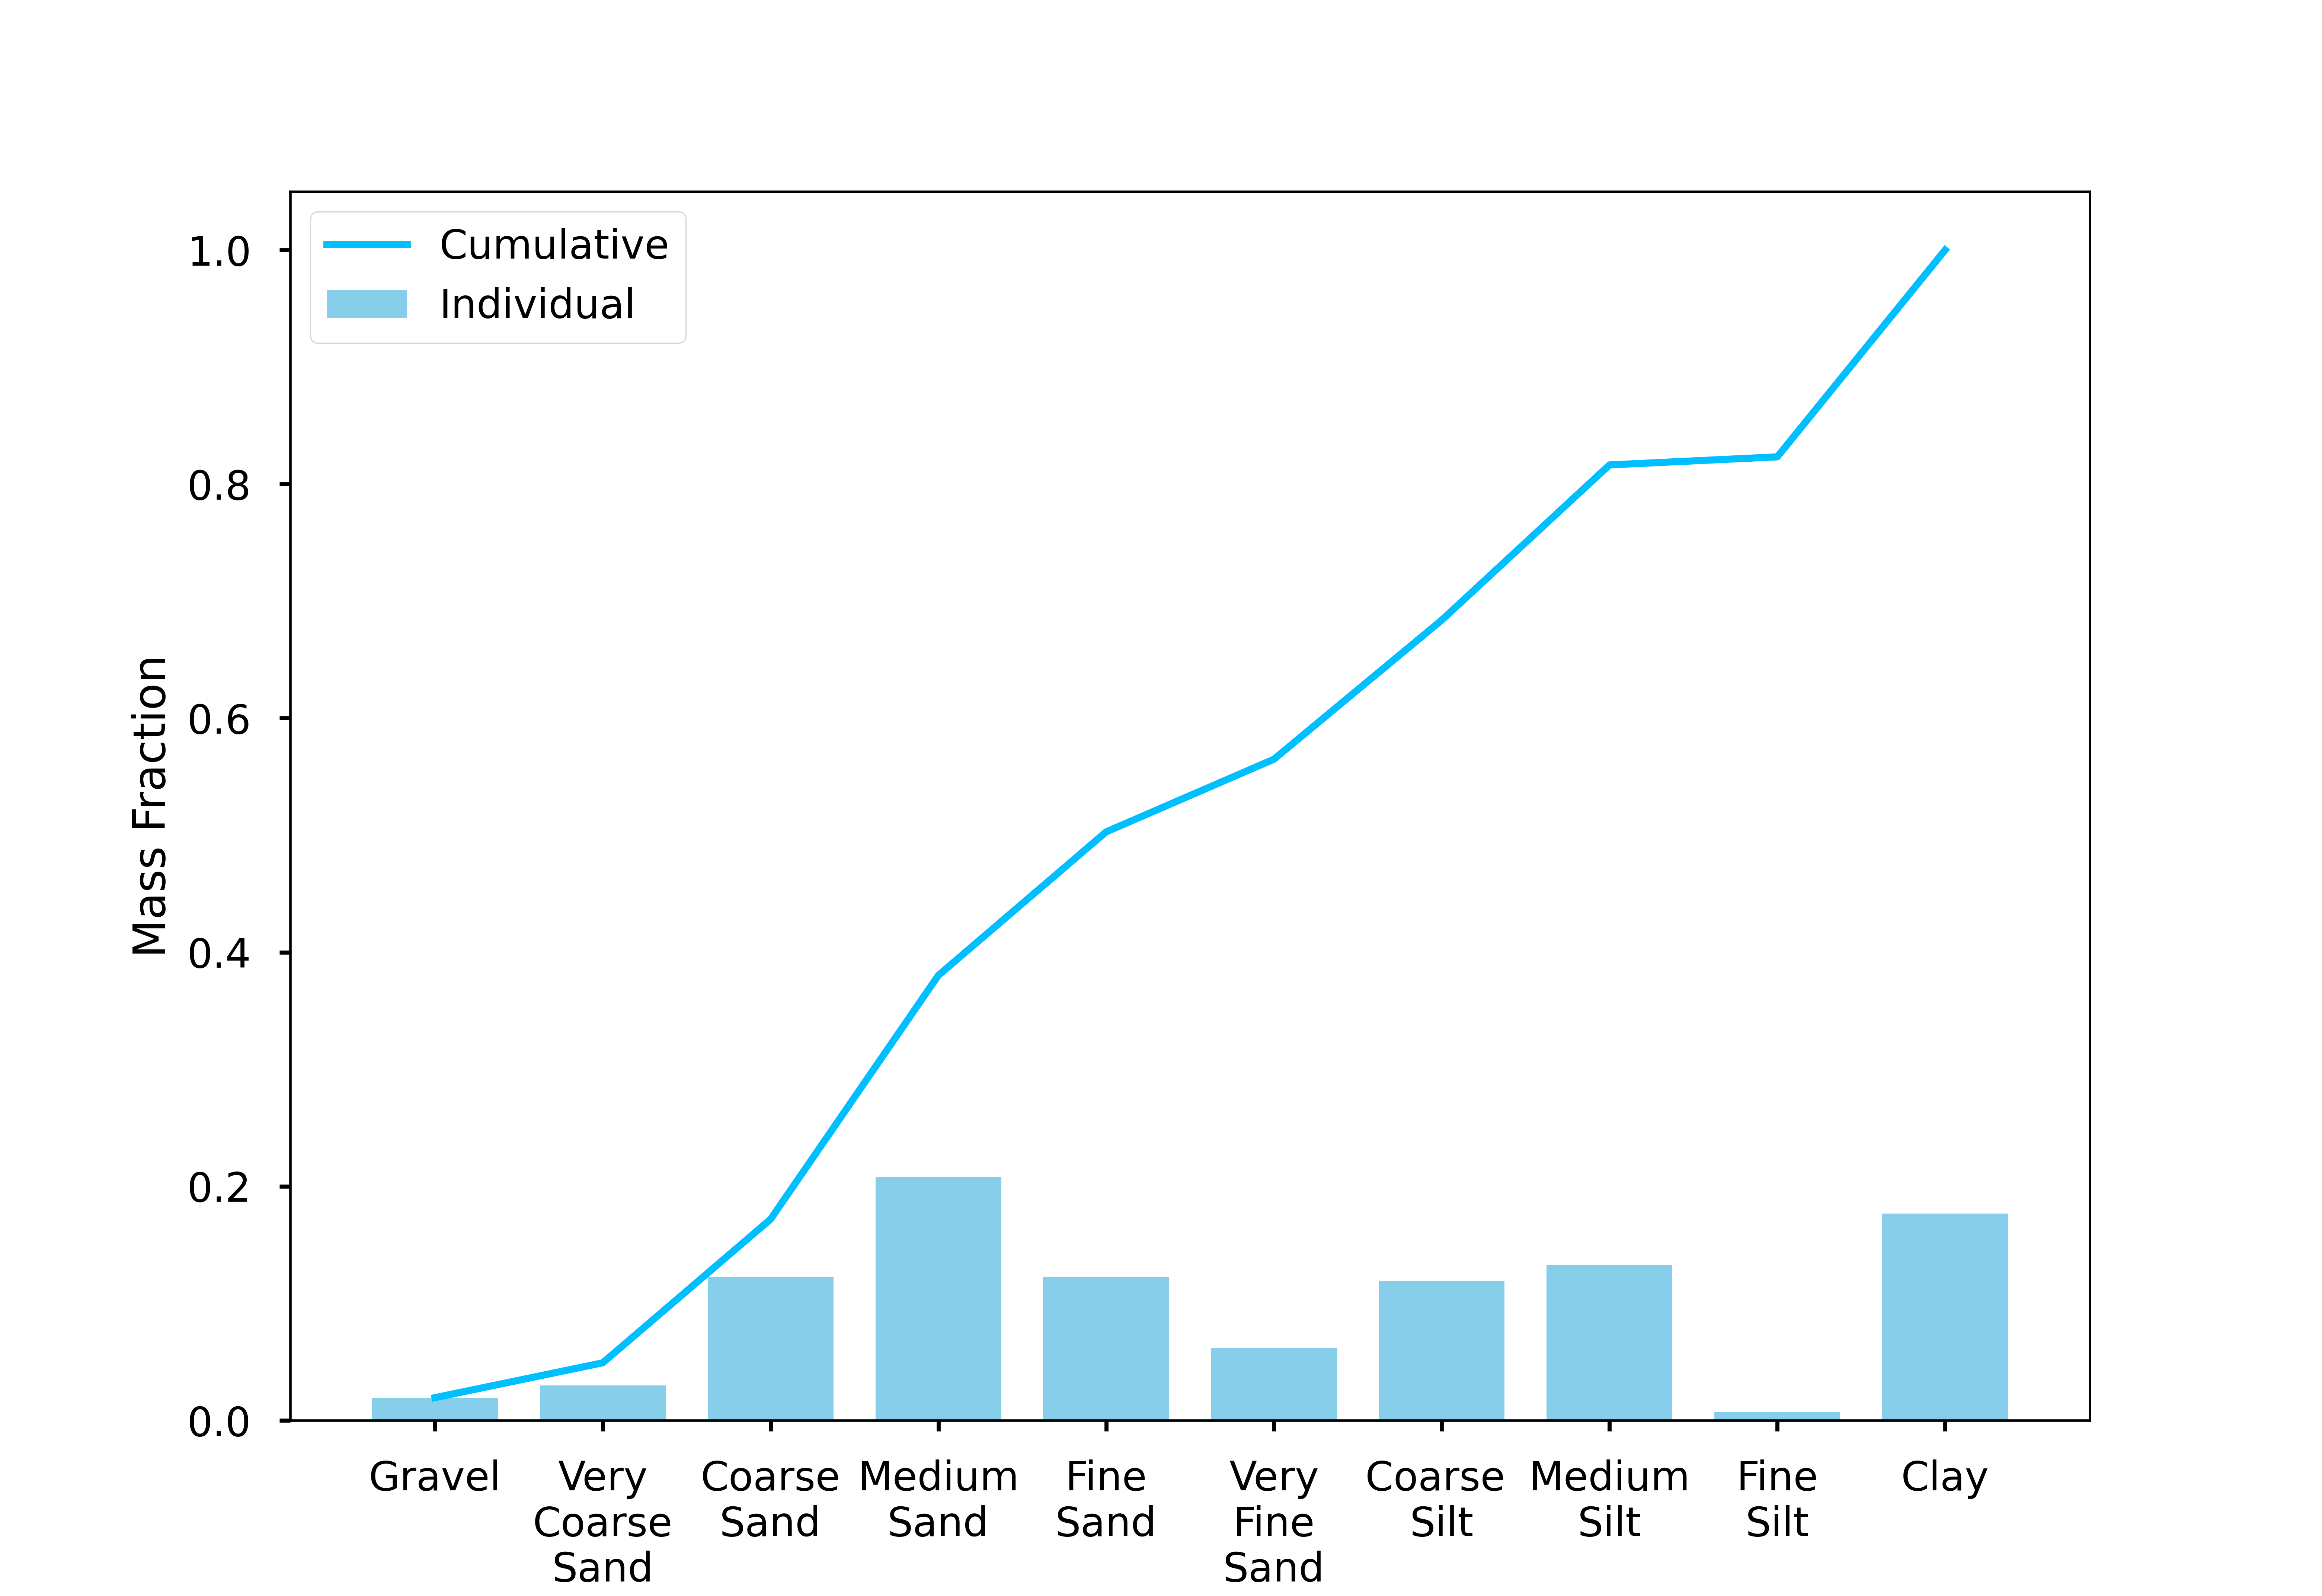 Cumulative
Individual
1.0
0.8
0.6
0.4
0.2
0.0
Mass Fraction
Gravel
Very
Coarse
Sand
Coarse
Sand
Medium
Sand
Fine
Sand
Very
Fine
Sand
Coarse
Silt
Medium
Silt
Fine
Silt
Clay